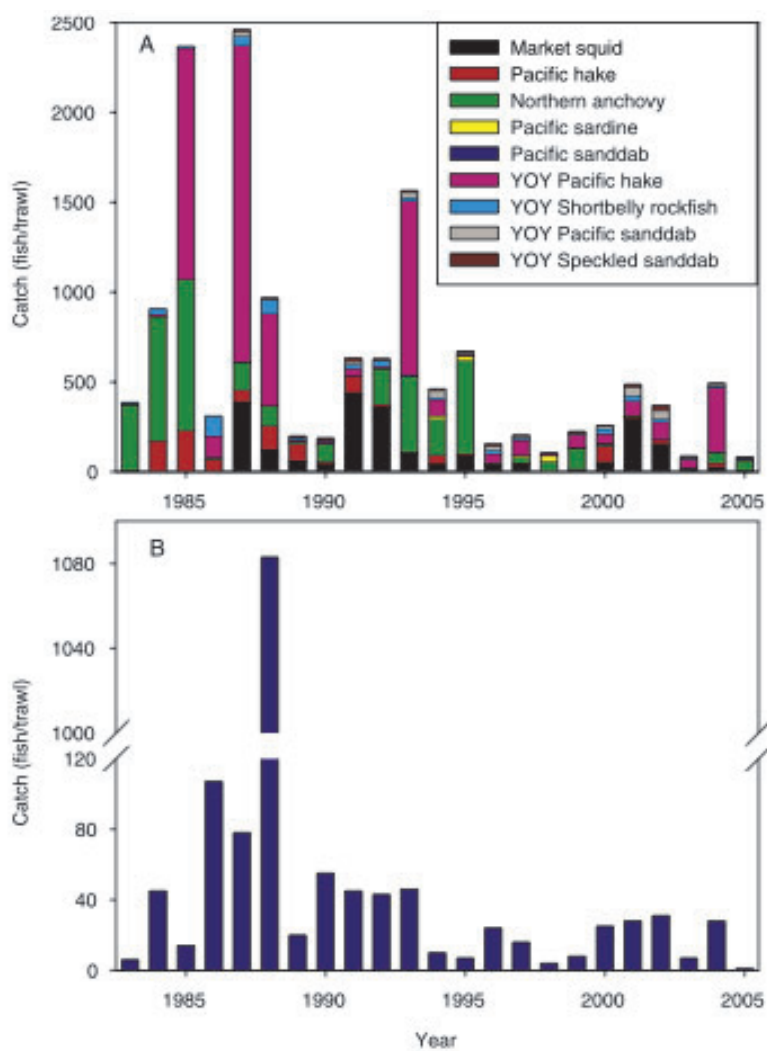 2500
2000
1500
1000
500
0
Catch (fish/trawl)
A
Market squid
Pacific hake
Northern anchovy
Pacific sardine
Pacific sanddab
YOY Pacific hake
YOY Shortbelly rockfish
YOY Pacific sanddab
YOY Speckled sanddab
1985 1990 1995 2000 2005
B
1080
1040
1000
120
80
40
0
Catch (fish/trawl)
1985 1990 1995 2000 2005
Year